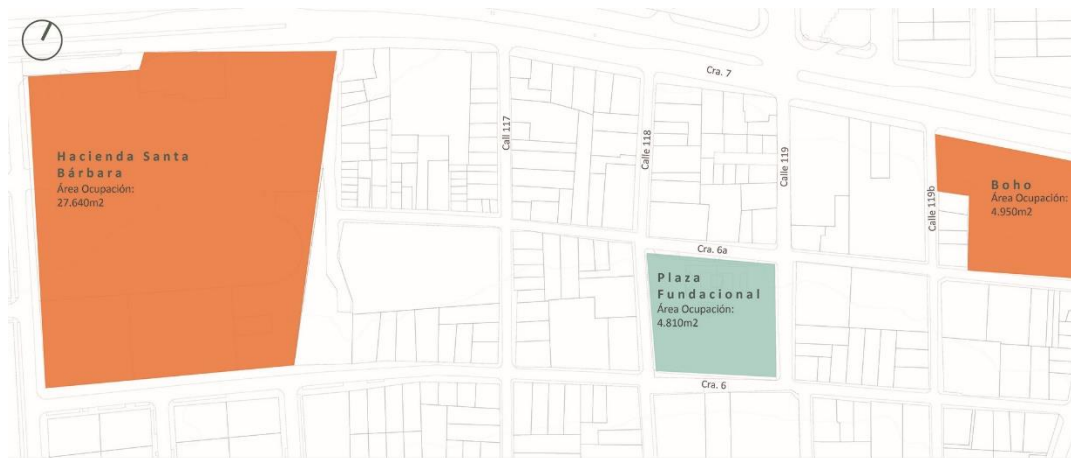 Cra. 7
Call 117
Calle 118
Calle 119
Calle 119b
Hacienda Santa
Bárbara
Área Ocupación:
27.640m2
Boho
Área Ocupación:
4.950m2
Cra. 6a
Plaza
Fundacional
Área Ocupación:
4.810m2
Cra. 6